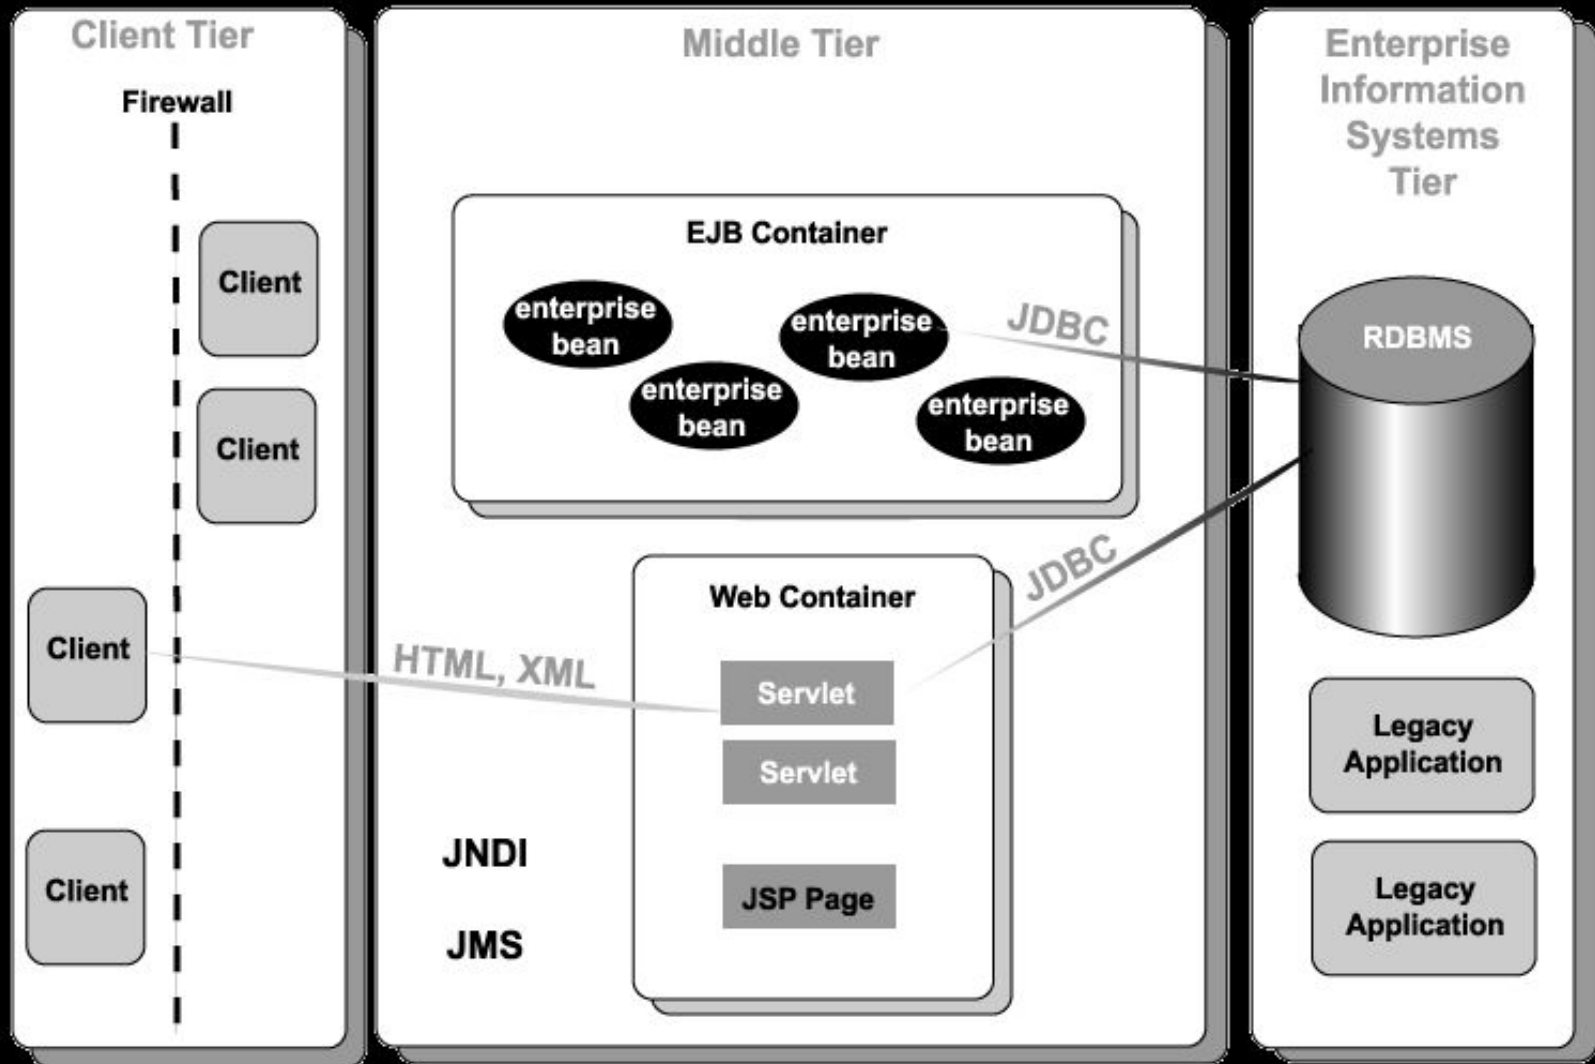 Client Tier
Firewall
Client
Client
Client
Client
Middle Tier
EJB Container
enterprise
bean
enterprise
bean
enterprise
bean
enterprise
bean
JDBC
JDBC
HTML, XML
Web Container
Servlet
Servlet
JSP Page
JNDI
JMS
Enterprise
Information
Systems
Tier
RDBMS
Legacy
Application
Legacy
Application